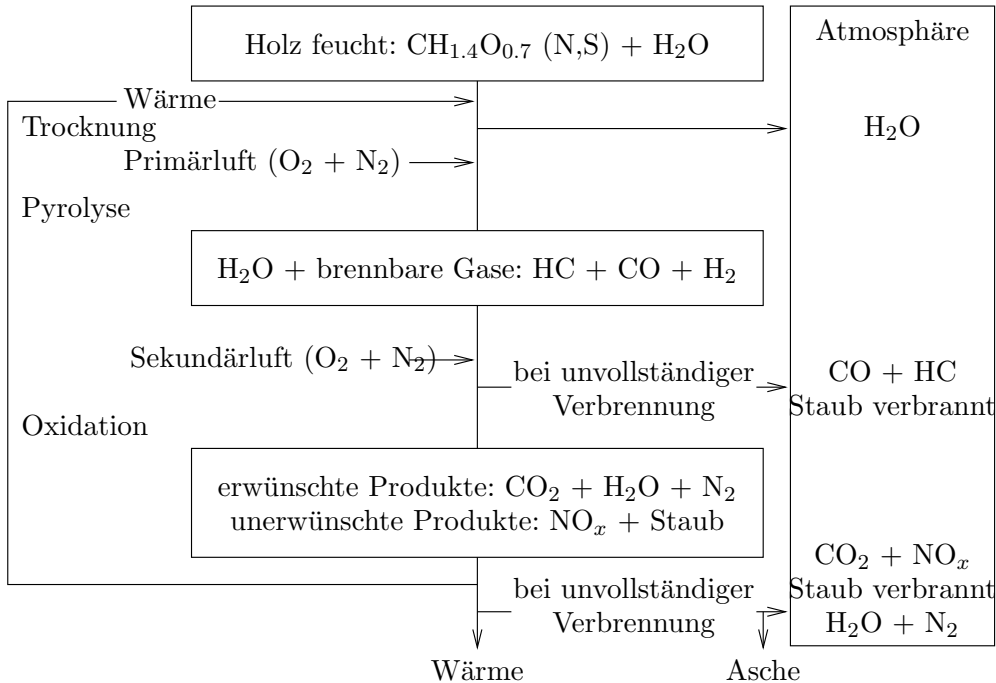 Holz feucht: CH₁.₄O₀.₇ (N,S) + H₂O
Atmosphäre
Wärme
Trocknung
H₂O
Primärluft (O₂ + N₂)
Pyrolyse
H₂O + brennbare Gase: HC + CO + H₂
Sekundärluft (O₂ + N₂)
bei unvollständiger
Verbrennung
CO + HC
Staub verbrannt
Oxidation
erwünschte Produkte: CO₂ + H₂O + N₂
unerwünschte Produkte: NOₓ + Staub
bei unvollständiger
Verbrennung
CO₂ + NOₓ
Staub verbrannt
H₂O + N₂
Wärme
Asche